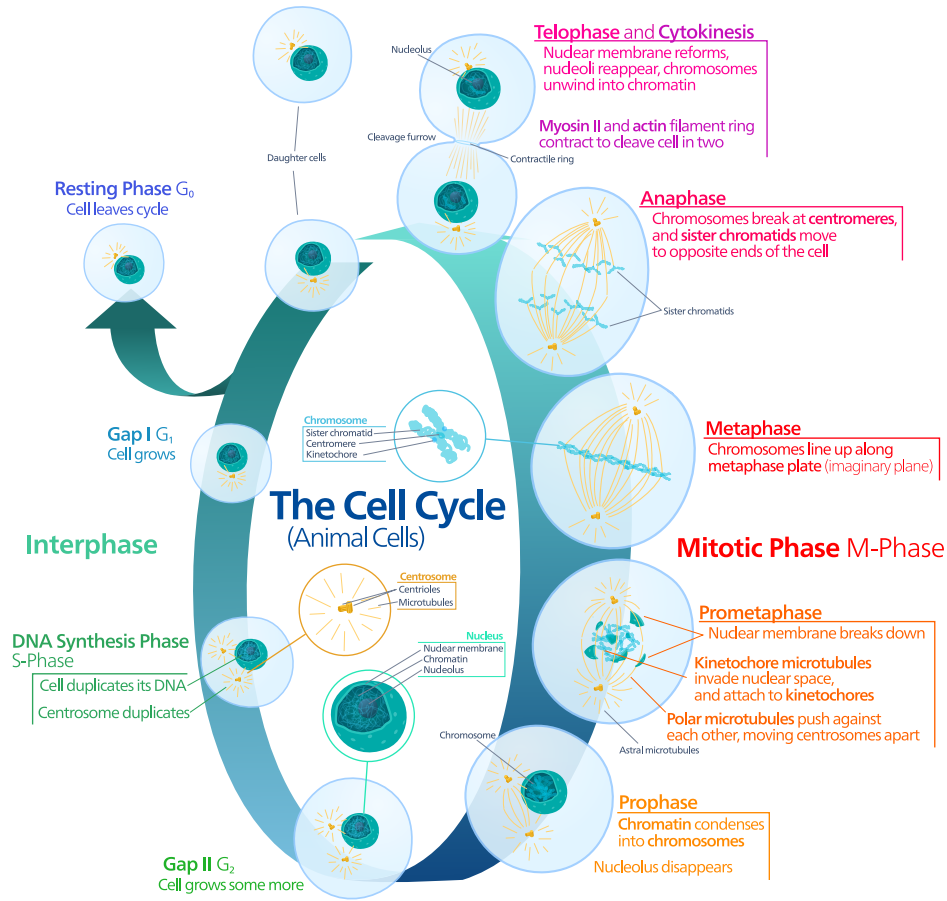 Telophase and Cytokinesis
Nuclear membrane reforms,
nucleoli reappear, chromosomes
unwind into chromatin
Myosin II and actin filament ring
contract to cleave cell in two
Nucleolus
Cleavage furrow
Contractile ring
Daughter cells
Resting Phase G₀
Cell leaves cycle
Anaphase
Chromosomes break at centromeres,
and sister chromatids move
to opposite ends of the cell
Sister chromatids
Gap I G₁
Cell grows
Chromosome
Sister chromatid
Centromere
Kinetochore
Metaphase
Chromosomes line up along
metaphase plate (imaginary plane)
The Cell Cycle
(Animal Cells)
Interphase
Mitotic Phase M-Phase
Centrosome
Centrioles
Microtubules
Prometaphase
Nuclear membrane breaks down
Kinetochore microtubules
invade nuclear space,
and attach to kinetochores
Polar microtubules push against
each other, moving centrosomes apart
Astral microtubules
DNA Synthesis Phase
S-Phase
Cell duplicates its DNA
Centrosome duplicates
Nucleus
Nuclear membrane
Chromatin
Nucleolus
Chromosome
Prophase
Chromatin condenses
into chromosomes
Nucleolus disappears
Gap II G₂
Cell grows some more